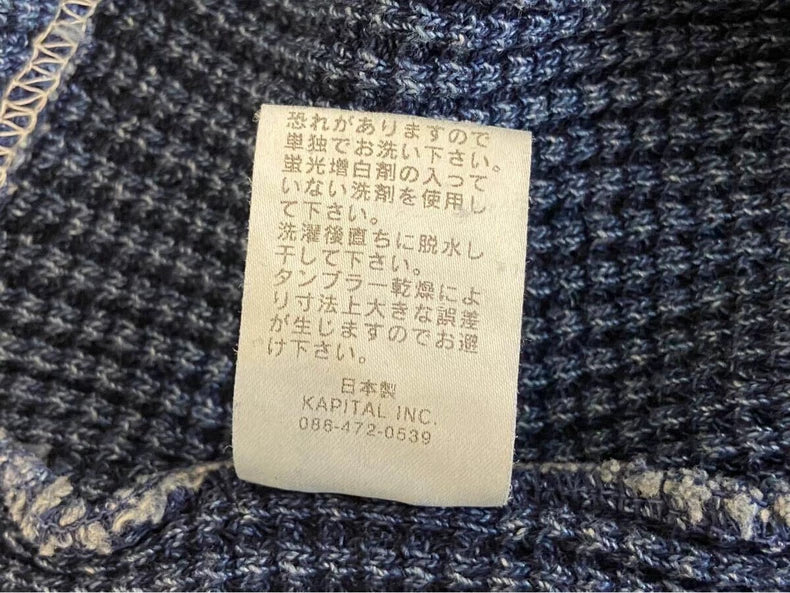 恐れがありますので
単独でお洗い下さい。
蛍光増白剤の入って
いない洗剤を使用し
て下さい。
洗濯後直ちに脱水し
干して下さい。
タンブラー乾燥によ
り寸法上大きな誤差
が生じますのでお避
け下さい。
日本製
KAPITAL INC.
086-472-0539